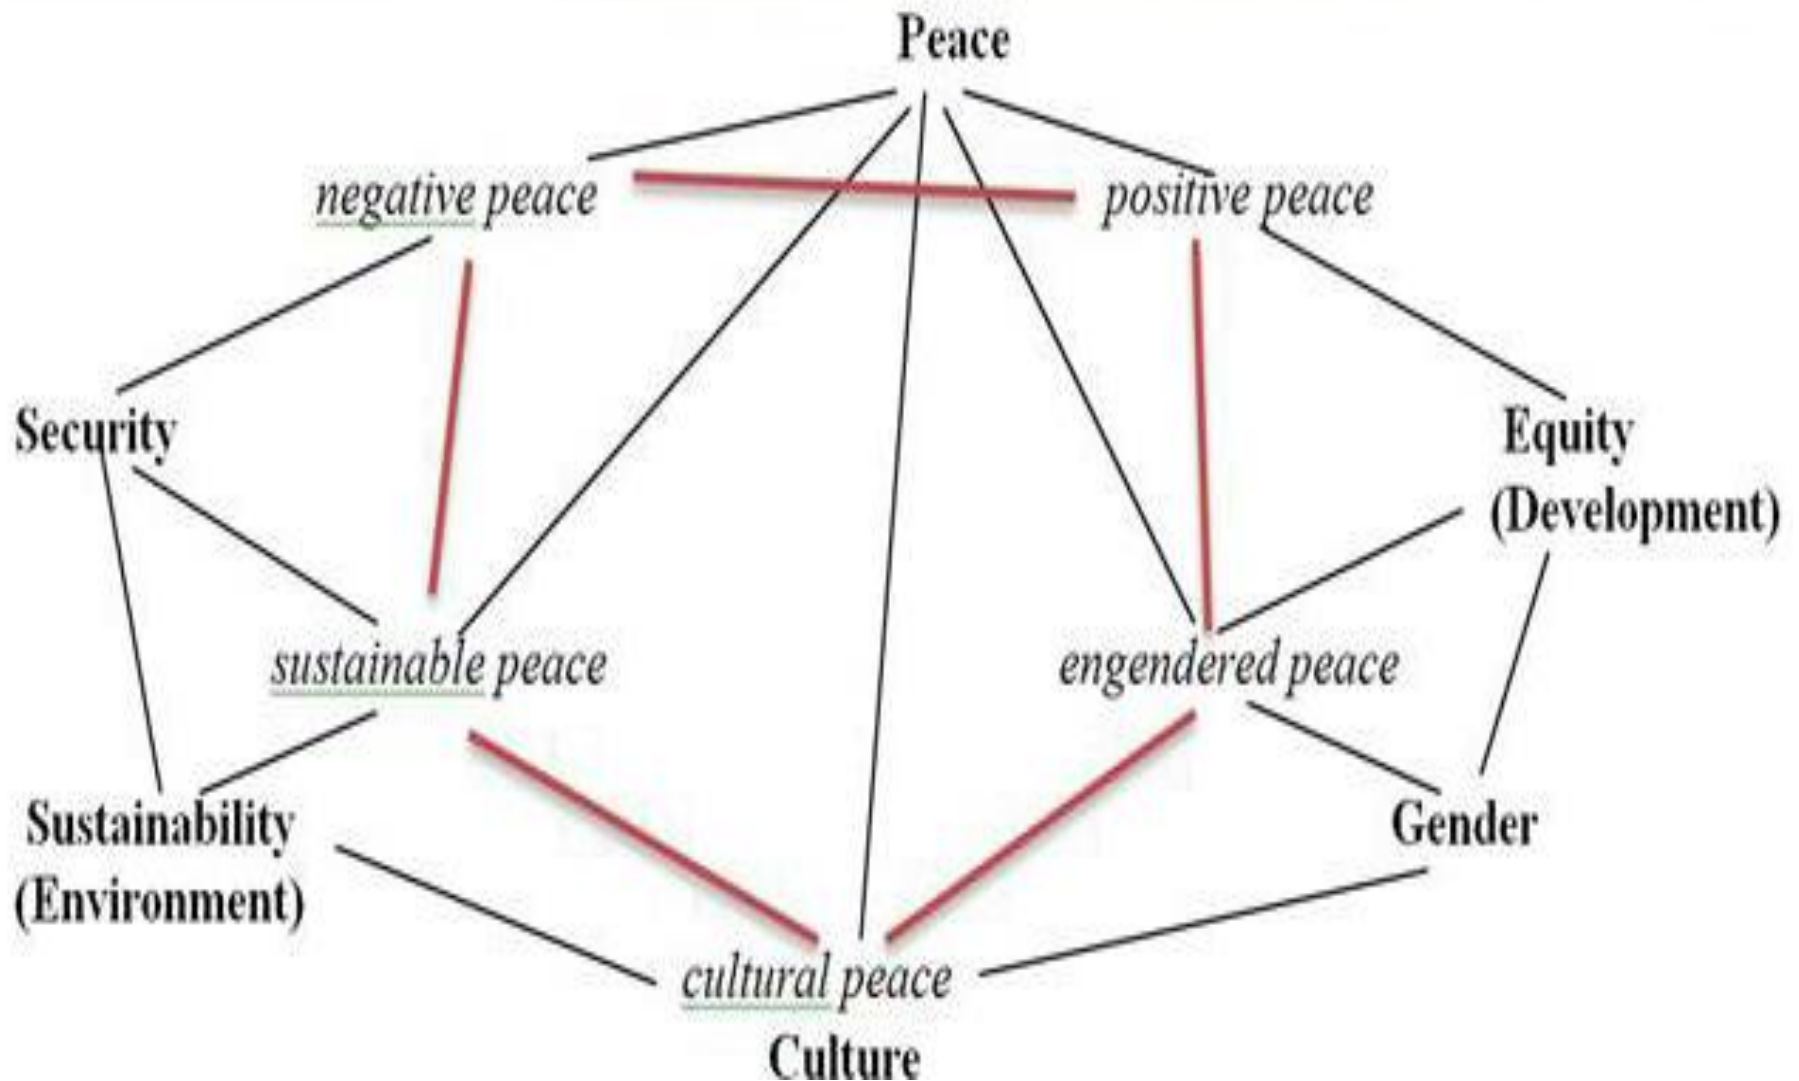 Peace
negative peace
positive peace
Security
Equity
(Development)
sustainable peace
engendered peace
Sustainability
(Environment)
Gender
cultural peace
Culture